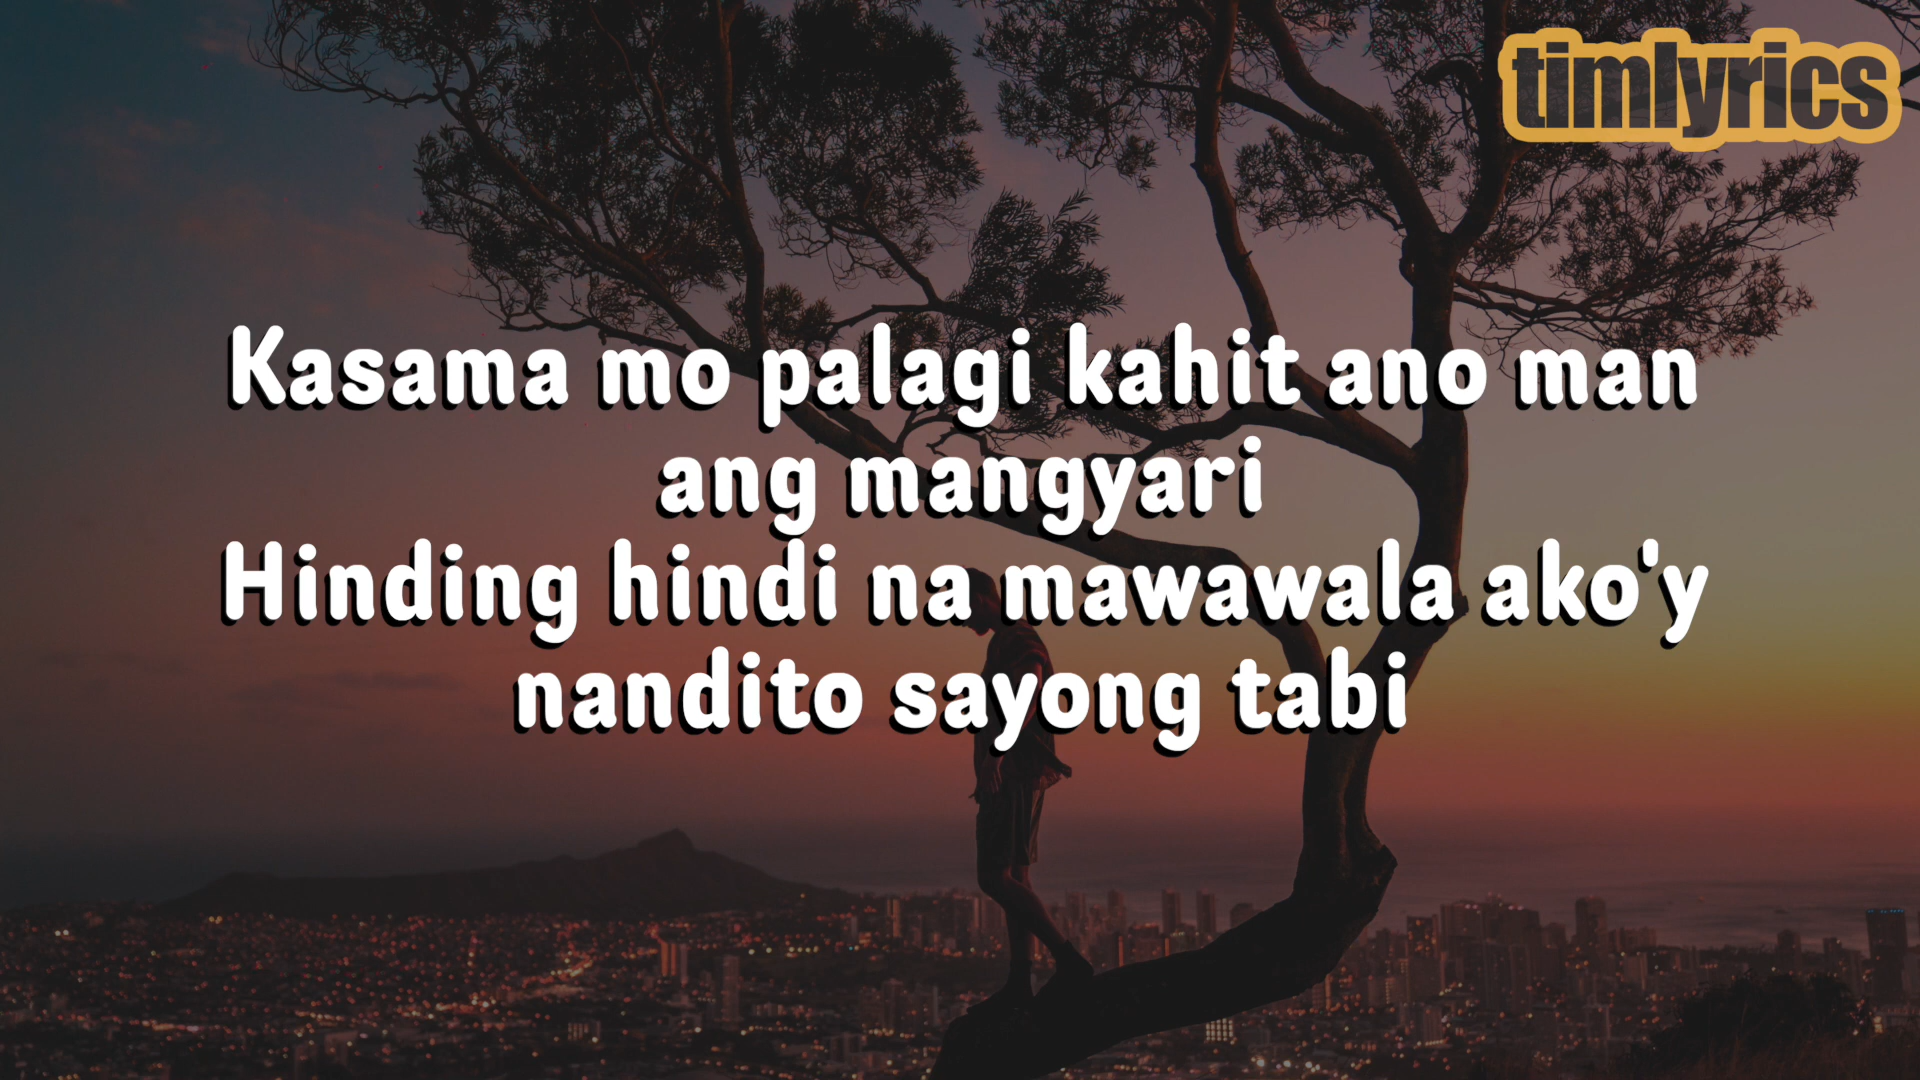 timlyrics
Kasama mo palagi kahit ano man
ang mangyari
Hinding hindi na mawawala ako'y
nandito sayong tabi